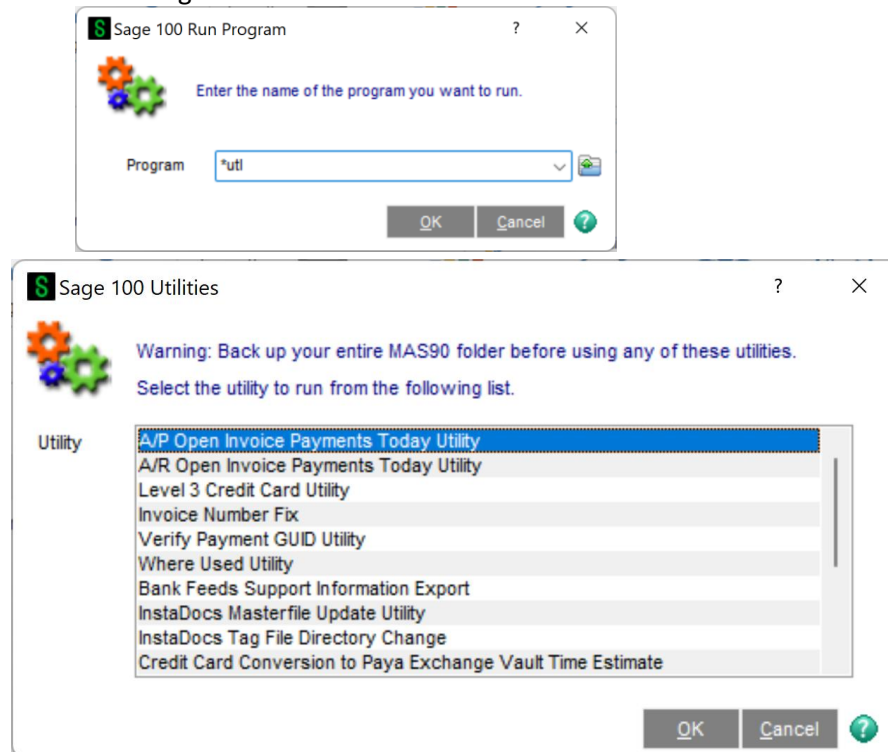 Sage 100 Run Program
Enter the name of the program you want to run.
Program *utl
OK Cancel
Sage 100 Utilities
Warning: Back up your entire MAS90 folder before using any of these utilities.
Select the utility to run from the following list.
Utility A/P Open Invoice Payments Today Utility
A/R Open Invoice Payments Today Utility
Level 3 Credit Card Utility
Invoice Number Fix
Verify Payment GUID Utility
Where Used Utility
Bank Feeds Support Information Export
InstaDocs Masterfile Update Utility
InstaDocs Tag File Directory Change
Credit Card Conversion to Paya Exchange Vault Time Estimate
OK Cancel